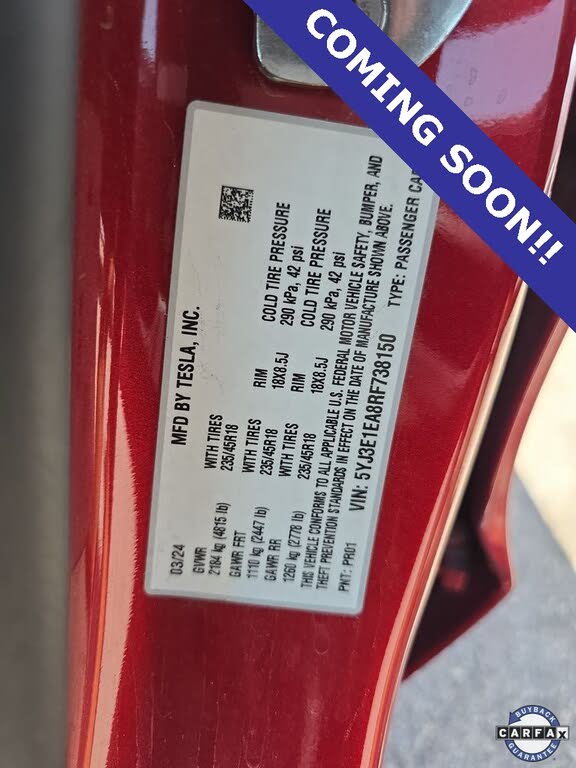 COMING SOON!!
MFD BY TESLA, INC.
03/24
GVWR
2184 kg (4815 lb)
GAWR FRT WITH TIRES RIM COLD TIRE PRESSURE
1110 kg (2447 lb) 235/45R18 18X8.5J 290 kPa, 42 psi
GAWR RR WITH TIRES RIM COLD TIRE PRESSURE
1260 kg (2778 lb) 235/45R18 18X8.5J 290 kPa, 42 psi
THIS VEHICLE CONFORMS TO ALL APPLICABLE U.S. FEDERAL MOTOR VEHICLE SAFETY, BUMPER, AND
THEFT PREVENTION STANDARDS IN EFFECT ON THE DATE OF MANUFACTURE SHOWN ABOVE.
VIN: 5YJ3E1EA8RF738150 TYPE: PASSENGER CAR
PNT: PR01
BUYBACK
CARFAX
GUARANTEE